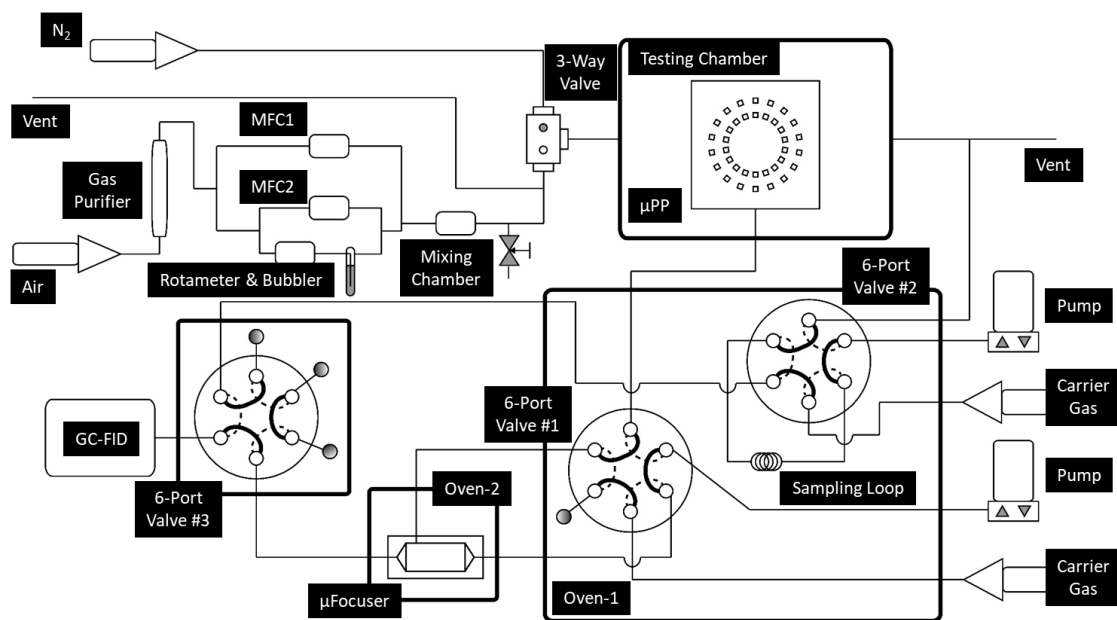 N2
3-Way
Valve
Testing Chamber
Vent
MFC1
Gas
Purifier
MFC2
µPP
Vent
Air
Rotameter & Bubbler
Mixing
Chamber
6-Port
Valve #2
Pump
6-Port
Valve #1
Carrier
Gas
GC-FID
6-Port
Valve #3
Oven-2
Sampling Loop
Pump
µFocuser
Oven-1
Carrier
Gas